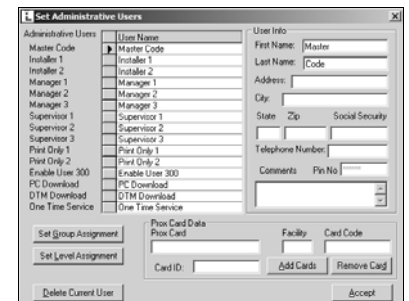 Set Administrative Users
Administrative Users
Master Code
Installer 1
Installer 2
Manager 1
Manager 2
Manager 3
Supervisor 1
Supervisor 2
Supervisor 3
Print Only 1
Print Only 2
Enable User 300
PC Download
DTM Download
One Time Service
User Name
Master Code
Installer 1
Installer 2
Manager 1
Manager 2
Manager 3
Supervisor 1
Supervisor 2
Supervisor 3
Print Only 1
Print Only 2
Enable User 300
PC Download
DTM Download
One Time Service
User Info
First Name: Master
Last Name: Code
Address:
City:
State Zip Social Security
Telephone Number:
Comments Pin No
Set Group Assignment
Set Level Assignment
Delete Current User
Prox Card Data
Prox Card Facility Card Code
Card ID: Add Cards Remove Card
Accept